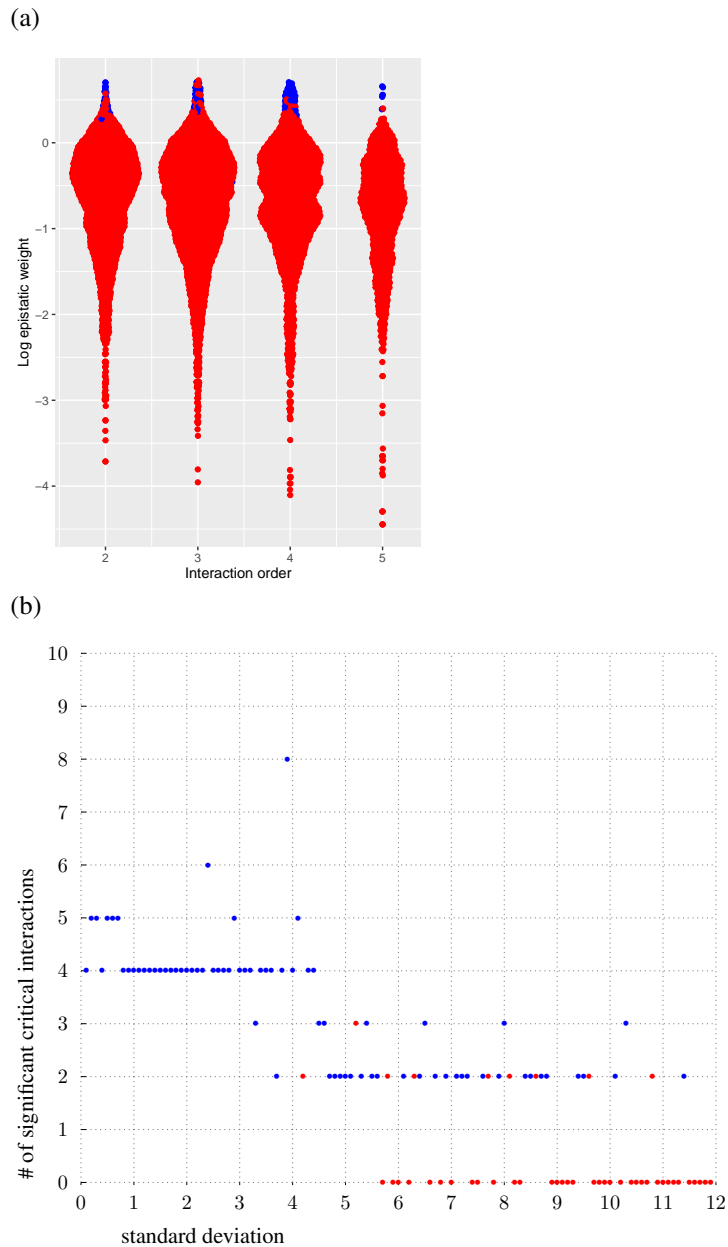 (a)
Log epistatic weight
0
−1
−2
−3
−4
2 3 4 5
Interaction order
(b)
# of significant critical interactions
10
9
8
7
6
5
4
3
2
1
0
0 1 2 3 4 5 6 7 8 9 10 11 12
standard deviation